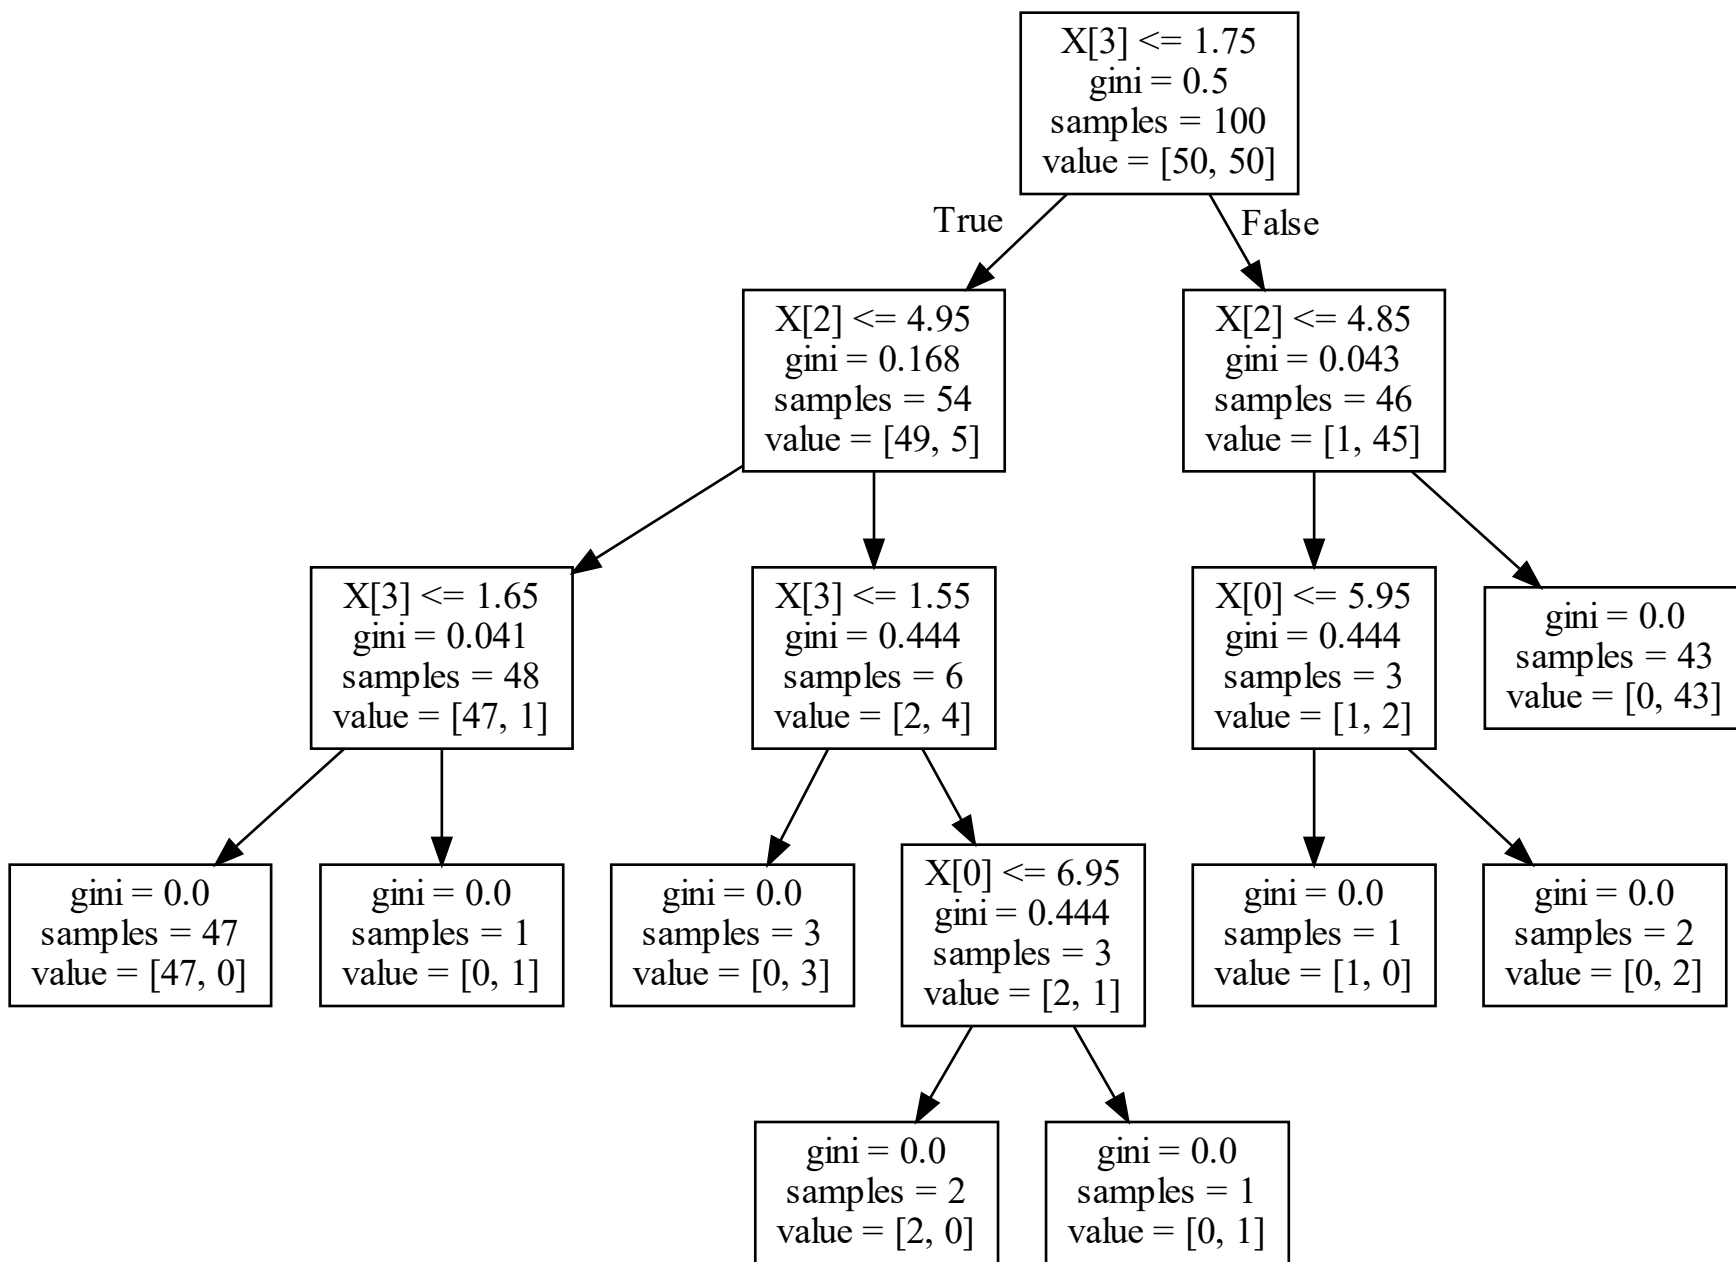 X[3] <= 1.75
gini = 0.5
samples = 100
value = [50, 50]
True
False
X[2] <= 4.95
gini = 0.168
samples = 54
value = [49, 5]
X[2] <= 4.85
gini = 0.043
samples = 46
value = [1, 45]
X[3] <= 1.65
gini = 0.041
samples = 48
value = [47, 1]
X[3] <= 1.55
gini = 0.444
samples = 6
value = [2, 4]
X[0] <= 5.95
gini = 0.444
samples = 3
value = [1, 2]
gini = 0.0
samples = 43
value = [0, 43]
gini = 0.0
samples = 47
value = [47, 0]
gini = 0.0
samples = 1
value = [0, 1]
gini = 0.0
samples = 3
value = [0, 3]
X[0] <= 6.95
gini = 0.444
samples = 3
value = [2, 1]
gini = 0.0
samples = 1
value = [1, 0]
gini = 0.0
samples = 2
value = [0, 2]
gini = 0.0
samples = 2
value = [2, 0]
gini = 0.0
samples = 1
value = [0, 1]